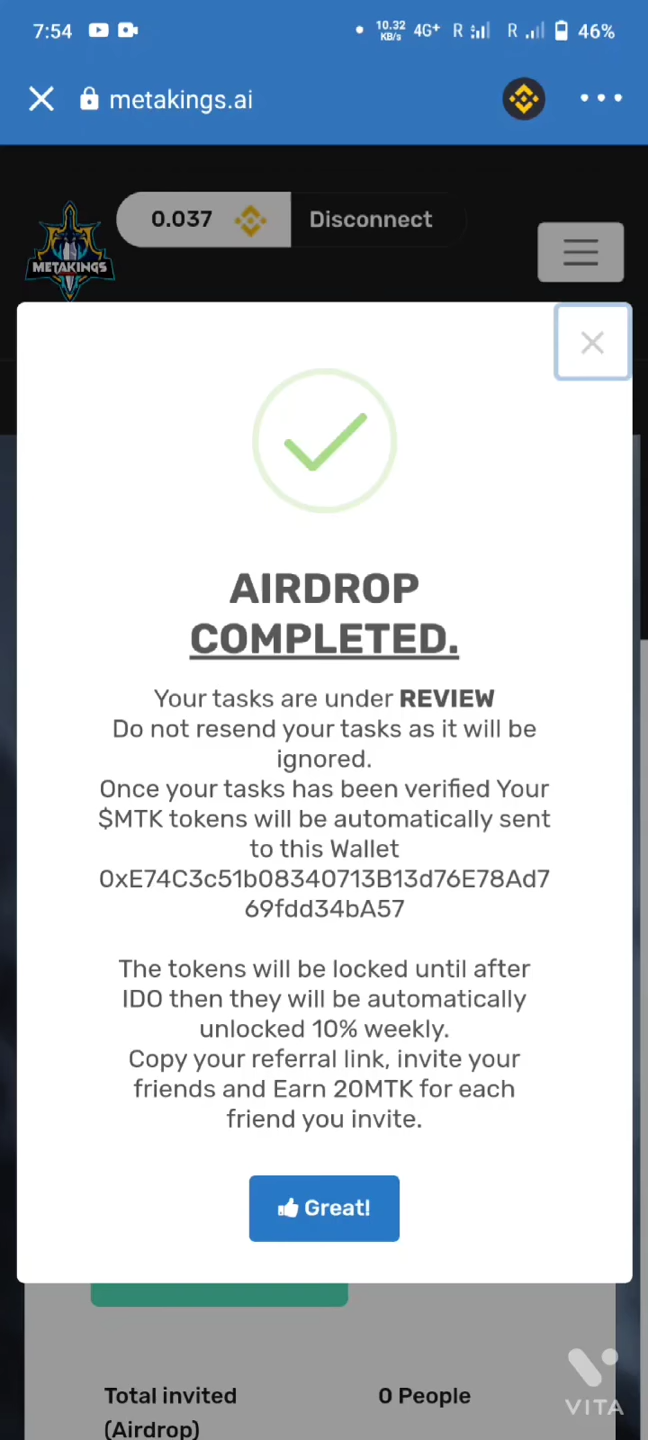 7:54
10.32 KB/s 4G+ R R 46%
metakings.ai
0.037 Disconnect
METAKINGS
AIRDROP
COMPLETED.
Your tasks are under REVIEW
Do not resend your tasks as it will be
ignored.
Once your tasks has been verified Your
$MTK tokens will be automatically sent
to this Wallet
0xE74C3c51b08340713B13d76E78Ad7
69fdd34bA57
The tokens will be locked until after
IDO then they will be automatically
unlocked 10% weekly.
Copy your referral link, invite your
friends and Earn 20MTK for each
friend you invite.
Great!
Total invited 0 People
(Airdrop)
VITA